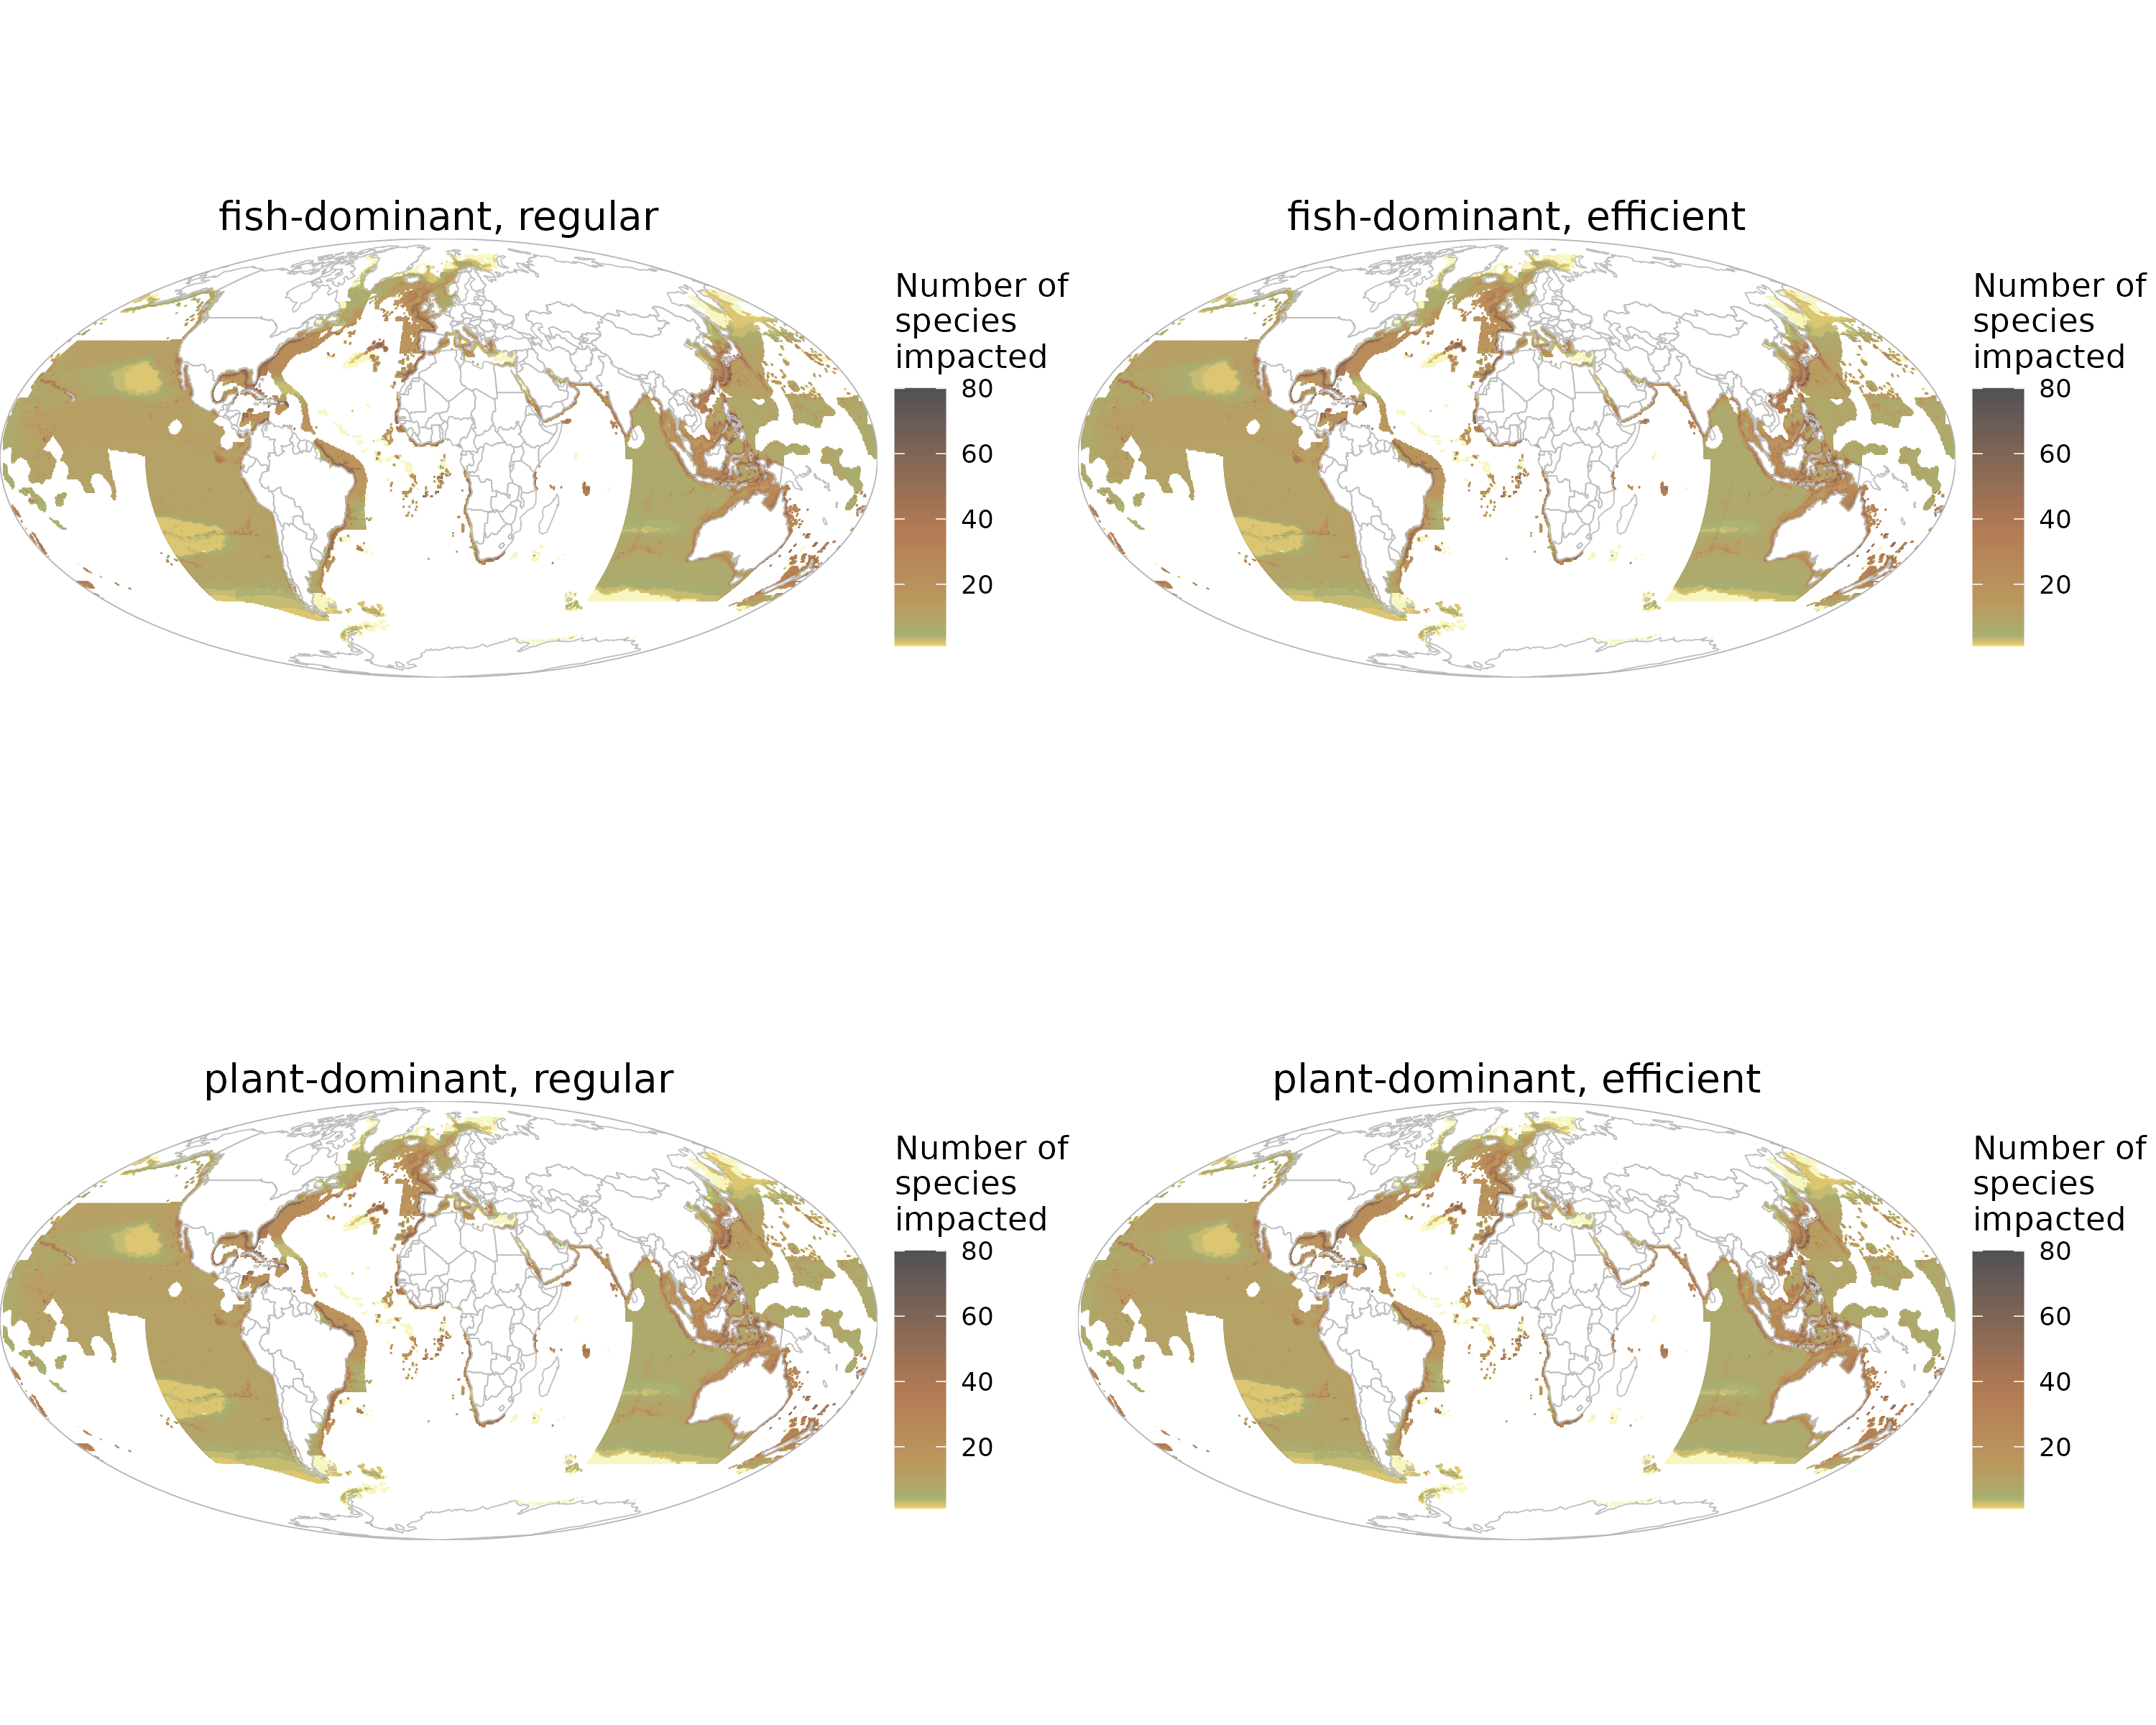 fish-dominant, regular
Number of
species
impacted
80
60
40
20
fish-dominant, efficient
Number of
species
impacted
80
60
40
20
plant-dominant, regular
Number of
species
impacted
80
60
40
20
plant-dominant, efficient
Number of
species
impacted
80
60
40
20